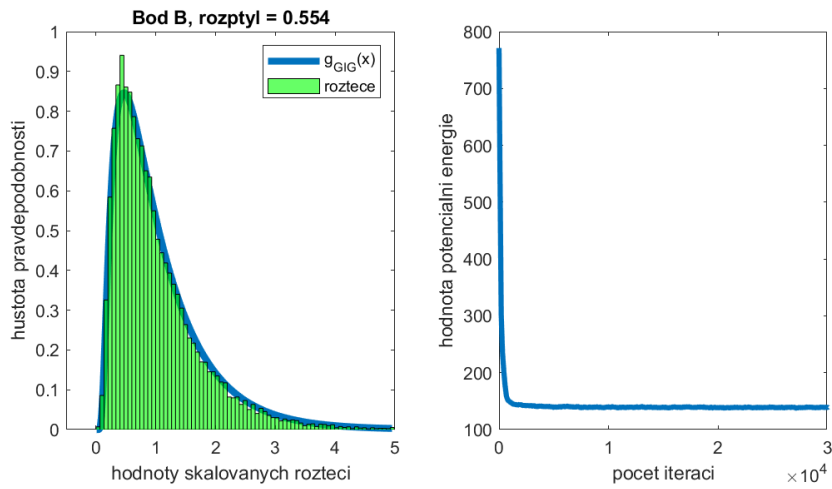 Bod B, rozptyl = 0.554
g_GIG(x)
roztece
1
0.9
0.8
0.7
0.6
0.5
0.4
0.3
0.2
0.1
0
0 1 2 3 4 5
hustota pravdepodobnosti
hodnoty skalovanych rozteci
800
700
600
500
400
300
200
100
0 1 2 3
×10^4
hodnota potencialni energie
pocet iteraci